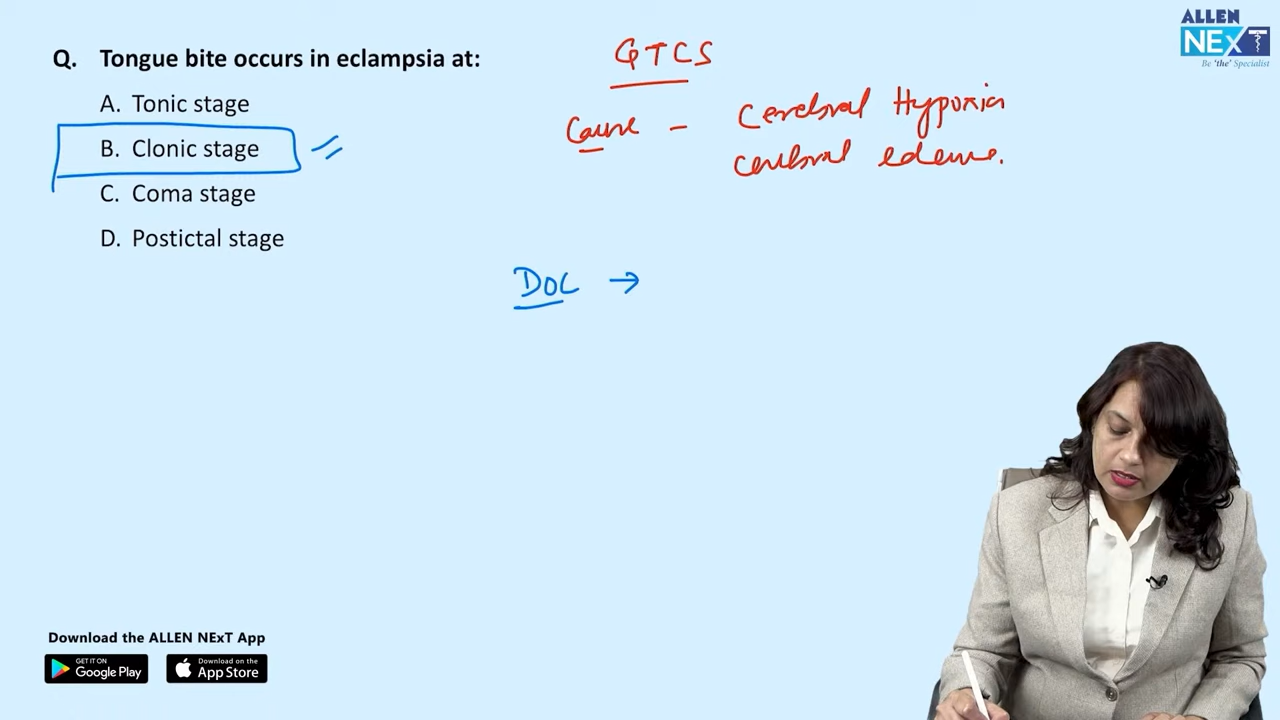 ALLEN
NExT
Be 'the' Specialist
Q. Tongue bite occurs in eclampsia at:
A. Tonic stage
B. Clonic stage
C. Coma stage
D. Postictal stage
GTCS
Cause - Cerebral Hypoxia
cerebral edema.
DOC →
Download the ALLEN NExT App
GET IT ON
Google Play
Download on the
App Store